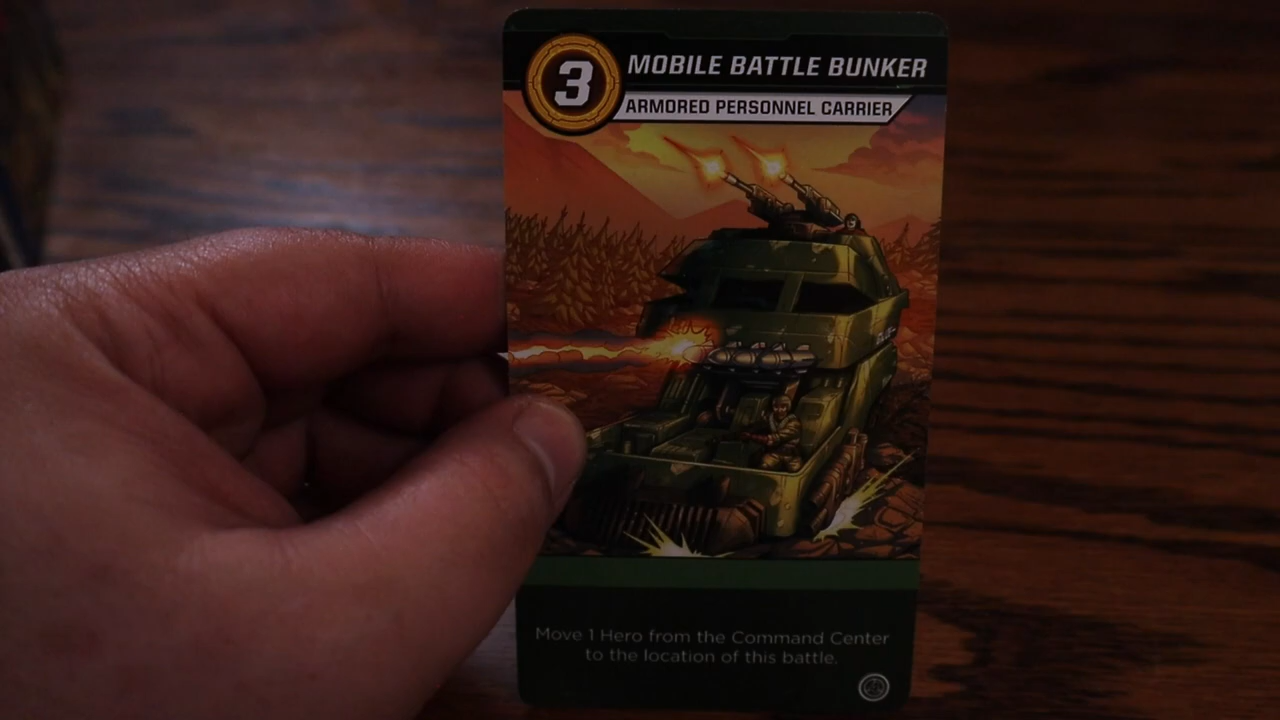 3
MOBILE BATTLE BUNKER
ARMORED PERSONNEL CARRIER
Move 1 Hero from the Command Center
to the location of this battle.